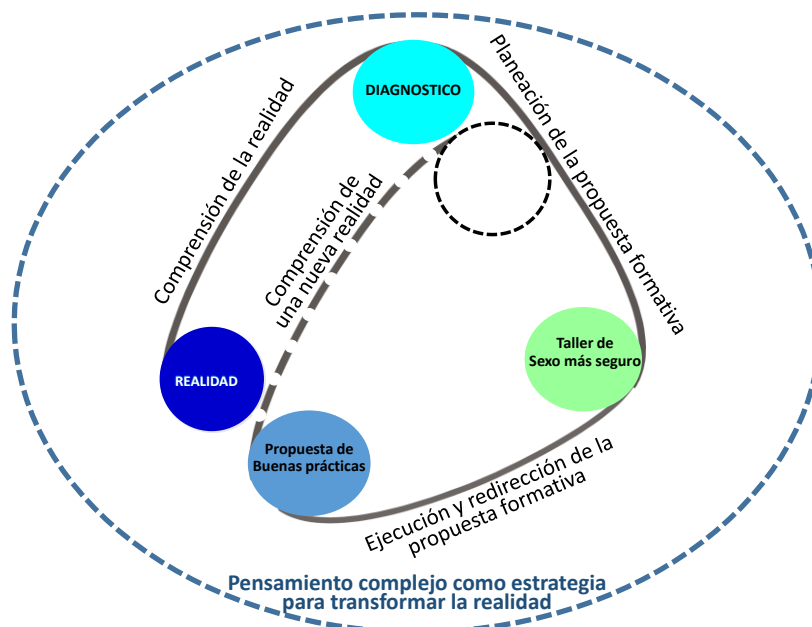 DIAGNOSTICO
Comprensión de la realidad
Planeación de la propuesta formativa
Comprensión de
una nueva realidad
Taller de
Sexo más seguro
REALIDAD
Propuesta de
Buenas prácticas
Ejecución y redirección de la
propuesta formativa
Pensamiento complejo como estrategia
para transformar la realidad